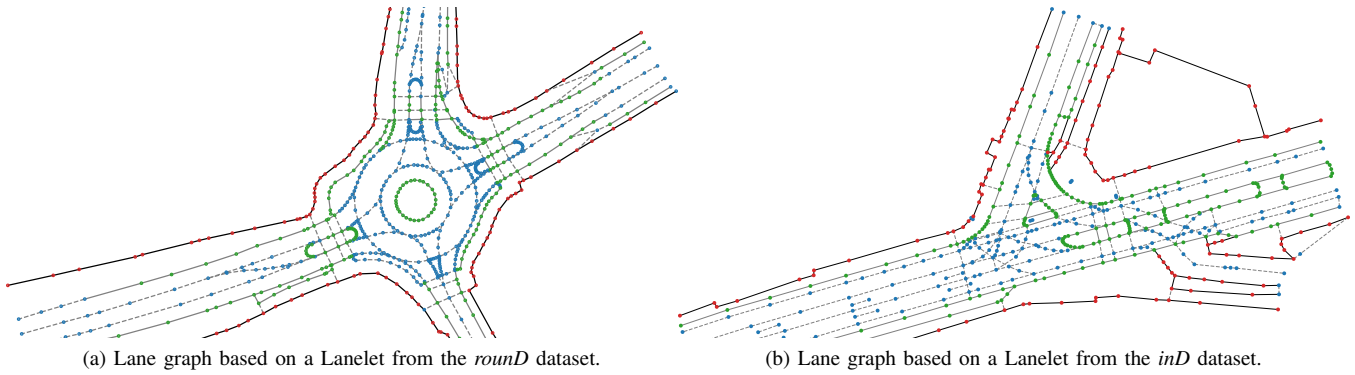 (a) Lane graph based on a Lanelet from the rounD dataset.
(b) Lane graph based on a Lanelet from the inD dataset.